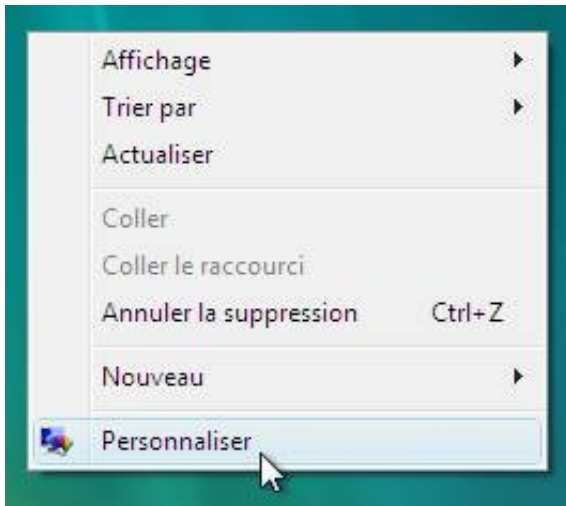 Affichage
Trier par
Actualiser
Coller
Coller le raccourci
Annuler la suppression Ctrl+Z
Nouveau
Personnaliser